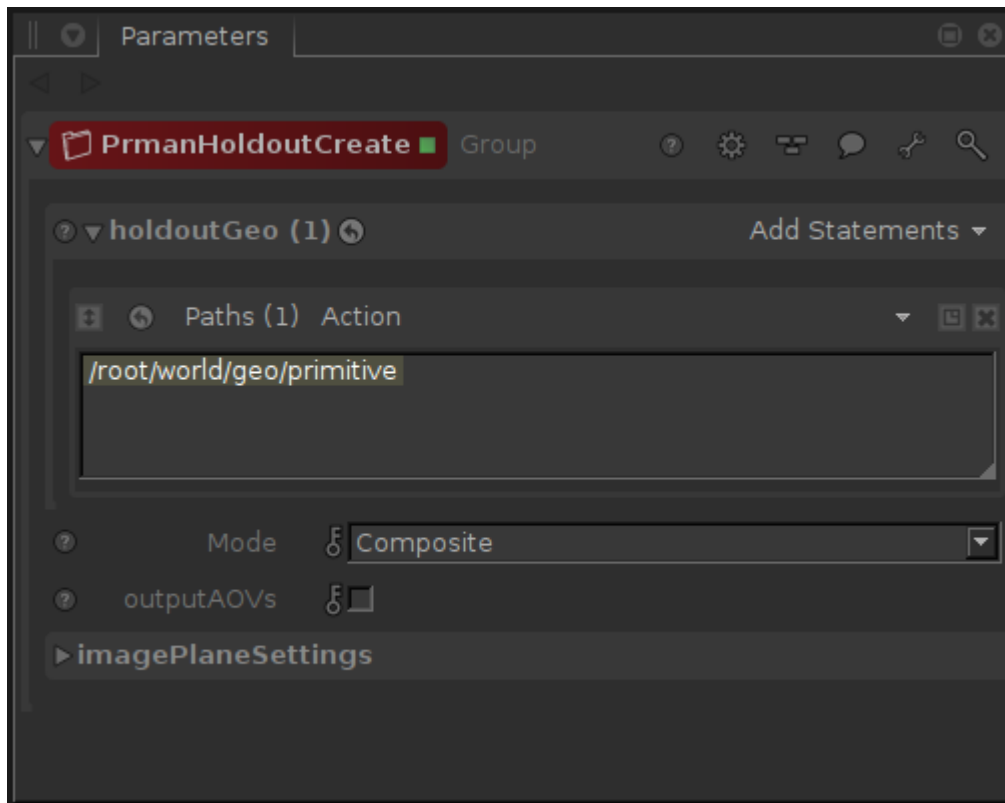 Parameters
PrmanHoldoutCreate Group
holdoutGeo (1) Add Statements
Paths (1) Action
/root/world/geo/primitive
Mode Composite
outputAOVs
imagePlaneSettings